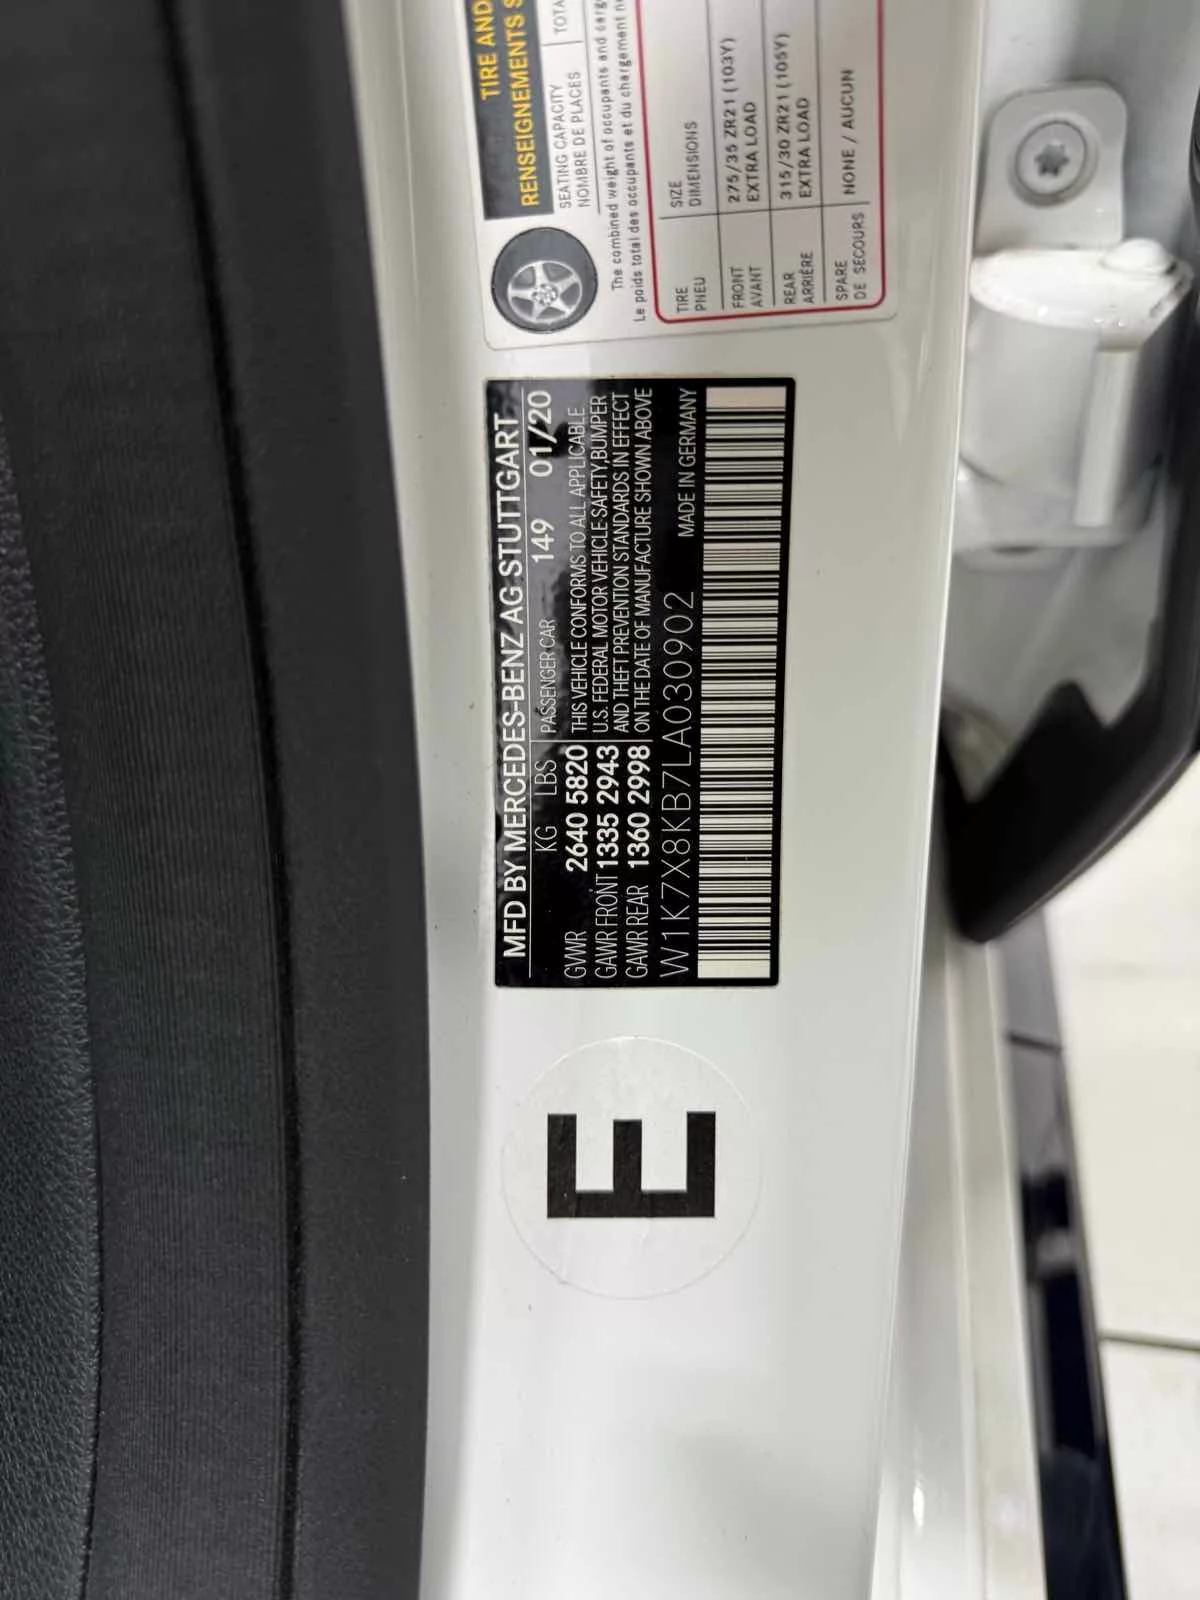 TIRE AND
RENSEIGNEMENTS S
SEATING CAPACITY
NOMBRE DE PLACES
The combined weight of occupants and
Le poids total des occupants et du chargement
TIRE
PNEU
SIZE
DIMENSIONS
FRONT
AVANT
275/35 ZR21 (103Y)
EXTRA LOAD
REAR
ARRIÈRE
315/30 ZR21 (105Y)
EXTRA LOAD
SPARE
DE SECOURS
NONE / AUCUN
MFD BY MERCEDES-BENZ AG STUTTGART
KG LBS PASSENGER CAR 149 01/20
GVWR 2640 5820 THIS VEHICLE CONFORMS TO ALL APPLICABLE
GAWR FRONT 1335 2943 U.S. FEDERAL MOTOR VEHICLE SAFETY,BUMPER
AND THEFT PREVENTION STANDARDS IN EFFECT
GAWR REAR 1360 2998 ON THE DATE OF MANUFACTURE SHOWN ABOVE
W1K7X8KB7LA030902 MADE IN GERMANY
E